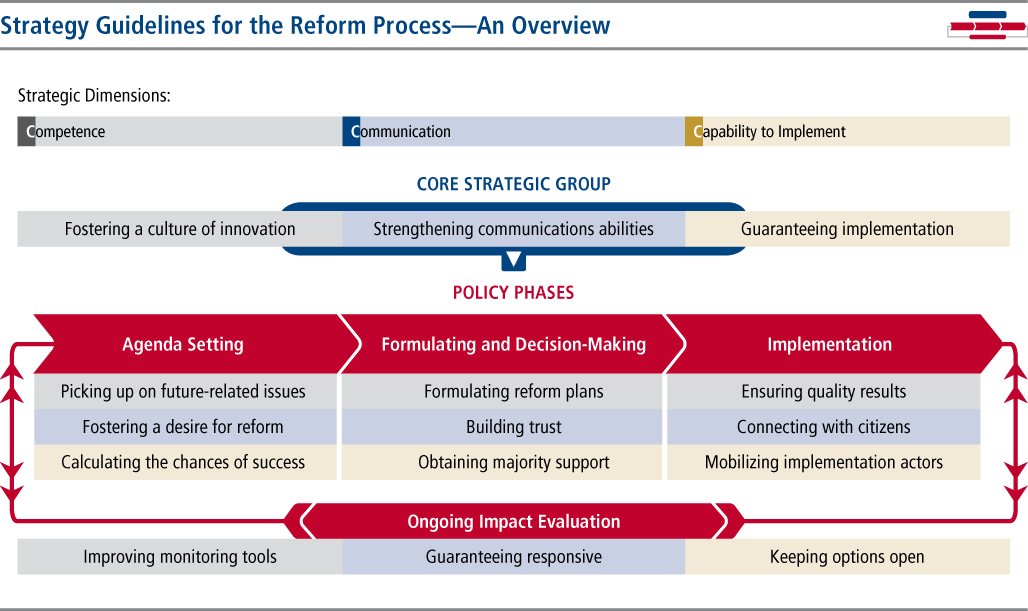 Strategy Guidelines for the Reform Process—An Overview
Strategic Dimensions:
Competence
Communication
Capability to Implement
CORE STRATEGIC GROUP
Fostering a culture of innovation
Strengthening communications abilities
Guaranteeing implementation
POLICY PHASES
Agenda Setting
Formulating and Decision-Making
Implementation
Picking up on future-related issues
Formulating reform plans
Ensuring quality results
Fostering a desire for reform
Building trust
Connecting with citizens
Calculating the chances of success
Obtaining majority support
Mobilizing implementation actors
Ongoing Impact Evaluation
Improving monitoring tools
Guaranteeing responsive
Keeping options open